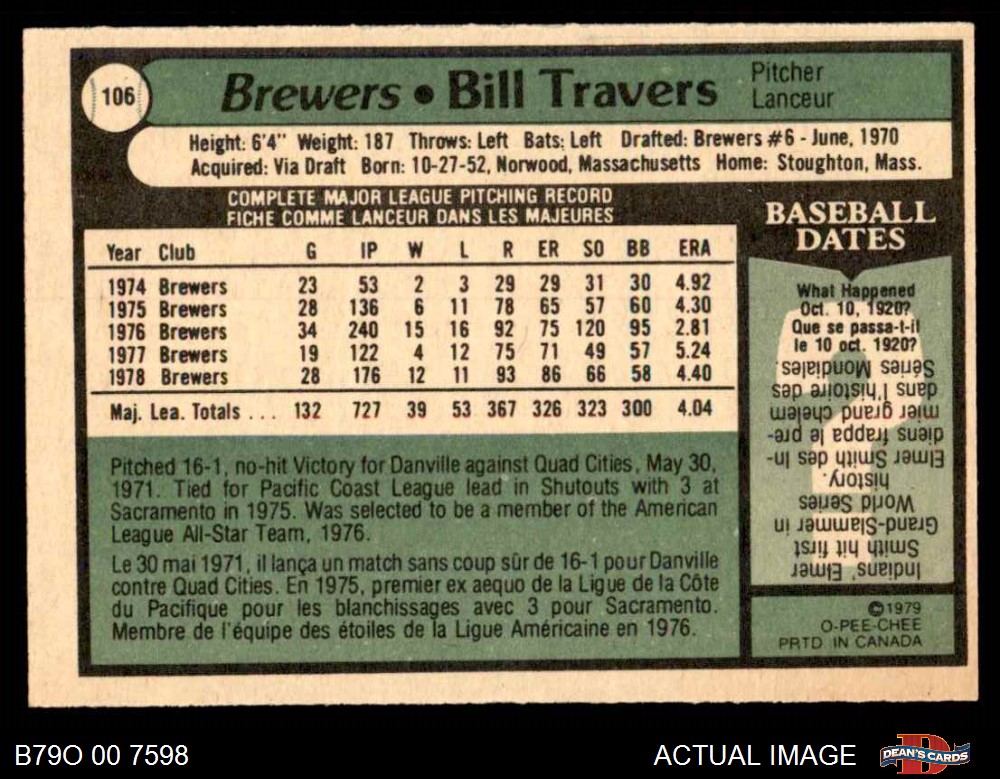 106
Brewers • Bill Travers
Pitcher
Lanceur
Height: 6'4" Weight: 187 Throws: Left Bats: Left Drafted: Brewers #6 - June, 1970
Acquired: Via Draft Born: 10-27-52, Norwood, Massachusetts Home: Stoughton, Mass.
COMPLETE MAJOR LEAGUE PITCHING RECORD
FICHE COMME LANCEUR DANS LES MAJEURES
Year Club G IP W L R ER SO BB ERA
1974 Brewers 23 53 2 3 29 29 31 30 4.92
1975 Brewers 28 136 6 11 78 65 57 60 4.30
1976 Brewers 34 240 15 16 92 75 120 95 2.81
1977 Brewers 19 122 4 12 75 71 49 57 5.24
1978 Brewers 28 176 12 11 93 86 66 58 4.40
Maj. Lea. Totals ... 132 727 39 53 367 326 323 300 4.04
Pitched 16-1, no-hit Victory for Danville against Quad Cities, May 30,
1971. Tied for Pacific Coast League lead in Shutouts with 3 at
Sacramento in 1975. Was selected to be a member of the American
League All-Star Team, 1976.
Le 30 mai 1971, il lança un match sans coup sûr de 16-1 pour Danville
contre Quad Cities. En 1975, premier ex aequo de la Ligue de la Côte
du Pacifique pour les blanchissages avec 3 pour Sacramento.
Membre de l'équipe des étoiles de la Ligue Américaine en 1976.
BASEBALL
DATES
What Happened
Oct. 10, 1920?
Que se passa-t-il
le 10 oct. 1920?
Indians' Elmer
Smith hit first
Grand-Slammer in
World Series
history.
Elmer Smith des In-
diens frappa le pre-
mier grand chelem
dans l'histoire des
Séries Mondiales.
©1979
O-PEE-CHEE
PRTD IN CANADA
B79O 00 7598
ACTUAL IMAGE
DEAN'S CARDS